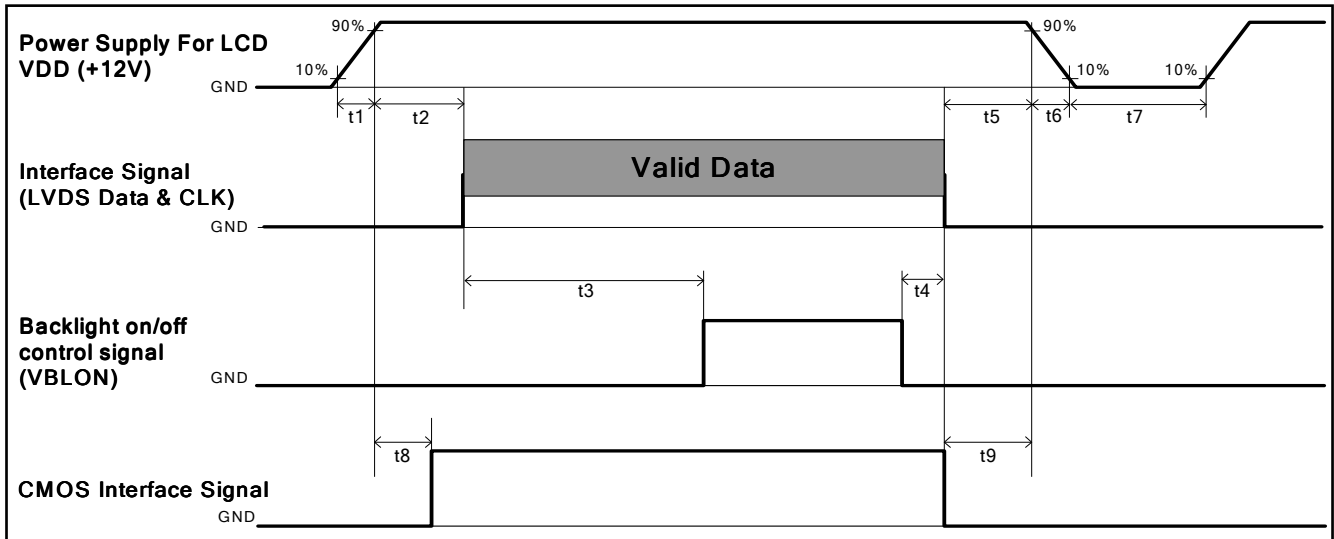 Power Supply For LCD
VDD (+12V)
GND
10%
90%
90%
10%
10%
t1
t2
t5
t6
t7
Interface Signal
(LVDS Data & CLK)
GND
Valid Data
t3
t4
Backlight on/off
control signal
(VBLON)
GND
t8
t9
CMOS Interface Signal
GND